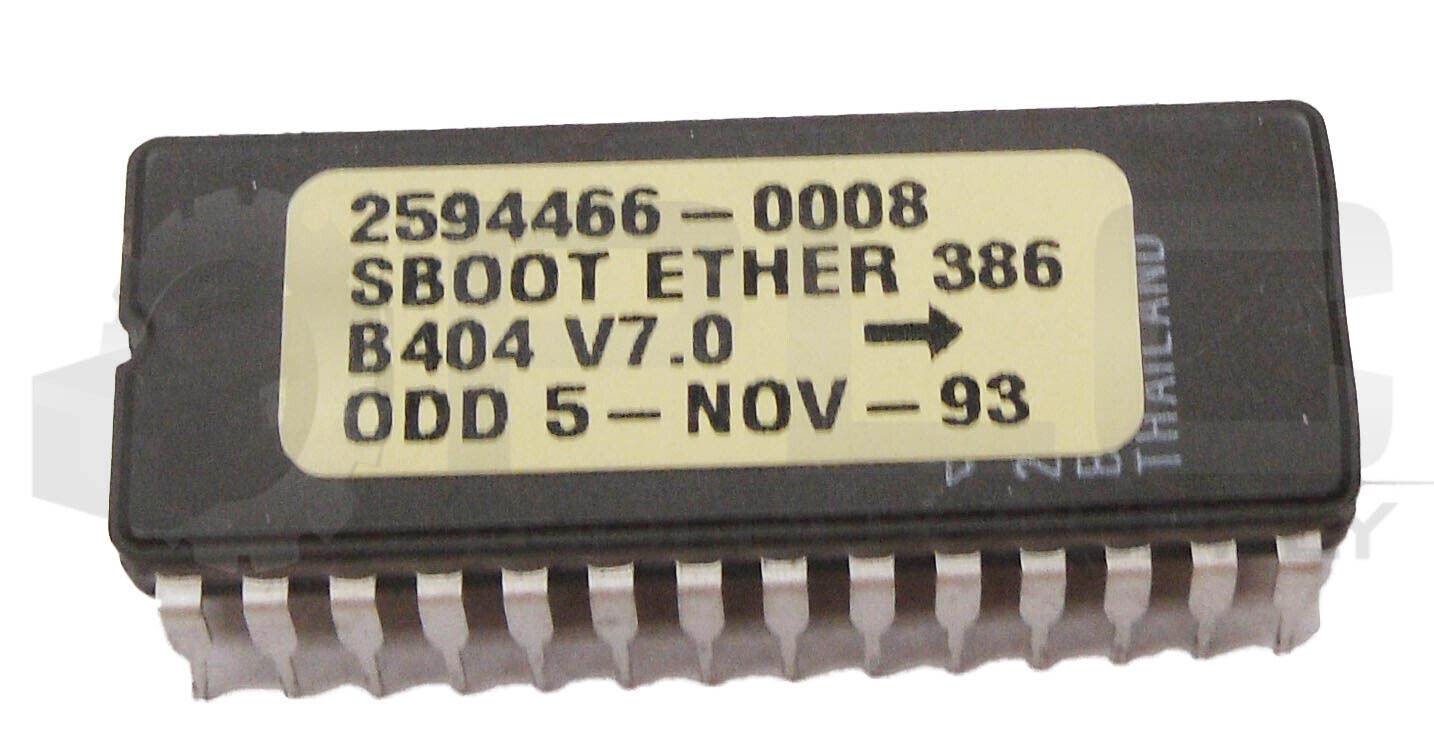 2594466-0008
SBOOT ETHER 386
B404 V7.0 →
ODD 5-NOV-93
THAILAND